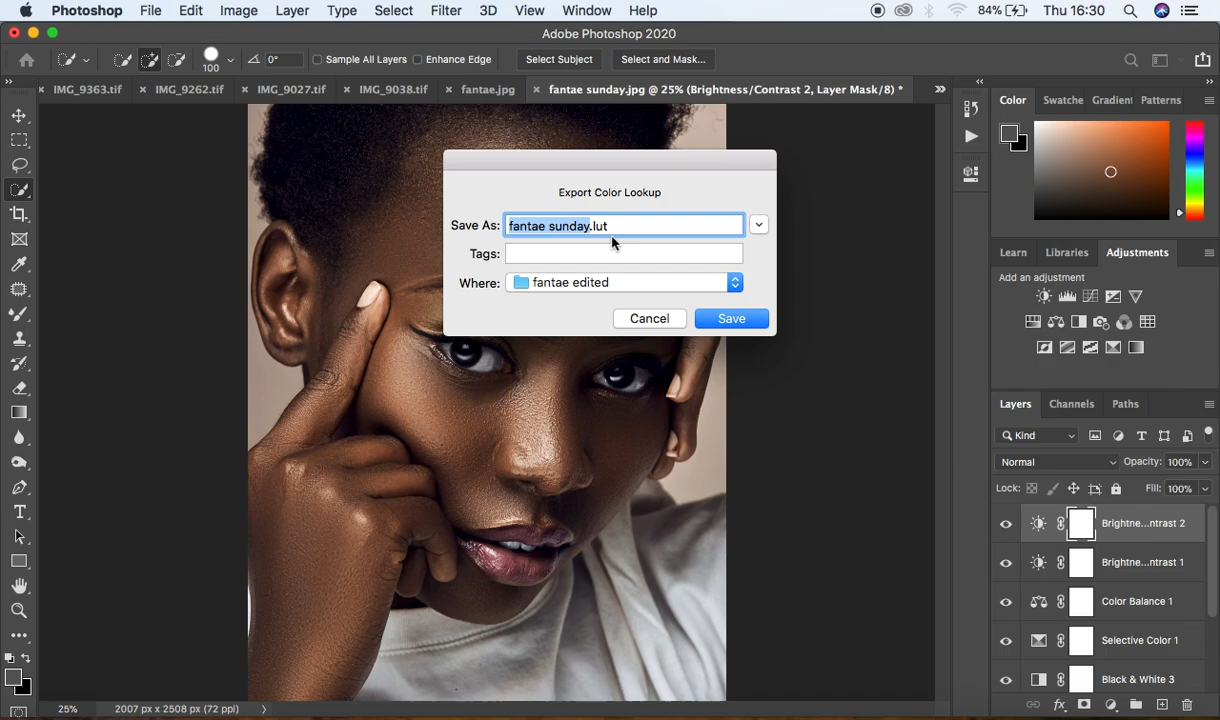 Photoshop File Edit Image Layer Type Select Filter 3D View Window Help 84% Thu 16:30
Adobe Photoshop 2020
100 0° Sample All Layers Enhance Edge Select Subject Select and Mask...
IMG_9363.tif IMG_9262.tif IMG_9027.tif IMG_9038.tif fantae.jpg fantae sunday.jpg @ 25% (Brightness/Contrast 2, Layer Mask/8) *
Color Swatche Gradient Patterns
Export Color Lookup
Save As: fantae sunday.lut
Tags:
Where: fantae edited
Cancel Save
Learn Libraries Adjustments
Add an adjustment
Layers Channels Paths
Kind
Normal Opacity: 100%
Lock: Fill: 100%
Brightne...ntrast 2
Brightne...ntrast 1
Color Balance 1
Selective Color 1
Black & White 3
25% 2007 px x 2508 px (72 ppi)